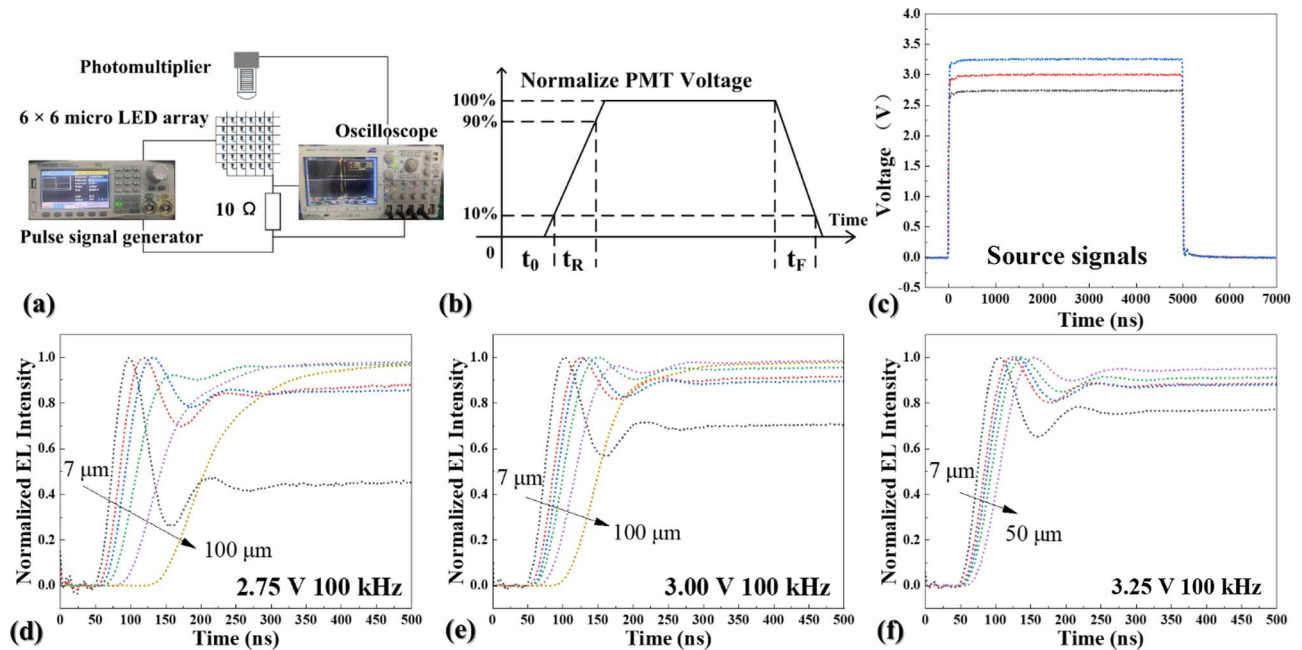 Photomultiplier
6 × 6 micro LED array
Oscilloscope
10 Ω
Pulse signal generator
(a)
Normalize PMT Voltage
100%
90%
10%
0
Time
t₀ t_R t_F
(b)
4.0
3.5
3.0
2.5
2.0
1.5
1.0
0.5
0.0
-0.5
Voltage (V)
Source signals
0 1000 2000 3000 4000 5000 6000 7000
Time (ns)
(c)
1.0
0.8
0.6
0.4
0.2
0.0
Normalized EL Intensity
7 μm
100 μm
2.75 V 100 kHz
0 50 100 150 200 250 300 350 400 450 500
Time (ns)
(d)
1.0
0.8
0.6
0.4
0.2
0.0
Normalized EL Intensity
7 μm
100 μm
3.00 V 100 kHz
0 50 100 150 200 250 300 350 400 450 500
Time (ns)
(e)
1.0
0.8
0.6
0.4
0.2
0.0
Normalized EL Intensity
7 μm
50 μm
3.25 V 100 kHz
0 50 100 150 200 250 300 350 400 450 500
Time (ns)
(f)